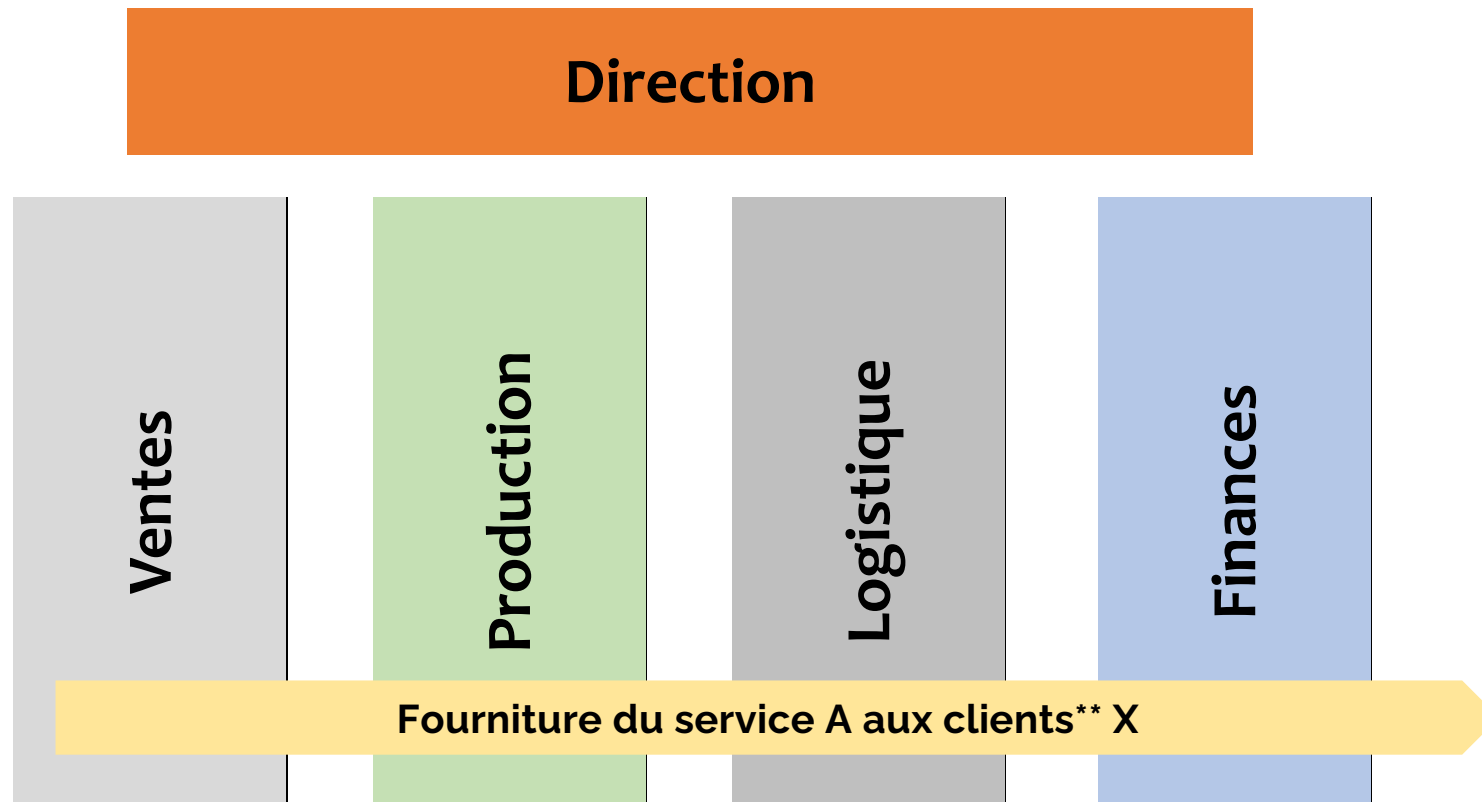 Direction
Ventes
Production
Logistique
Finances
Fourniture du service A aux clients** X